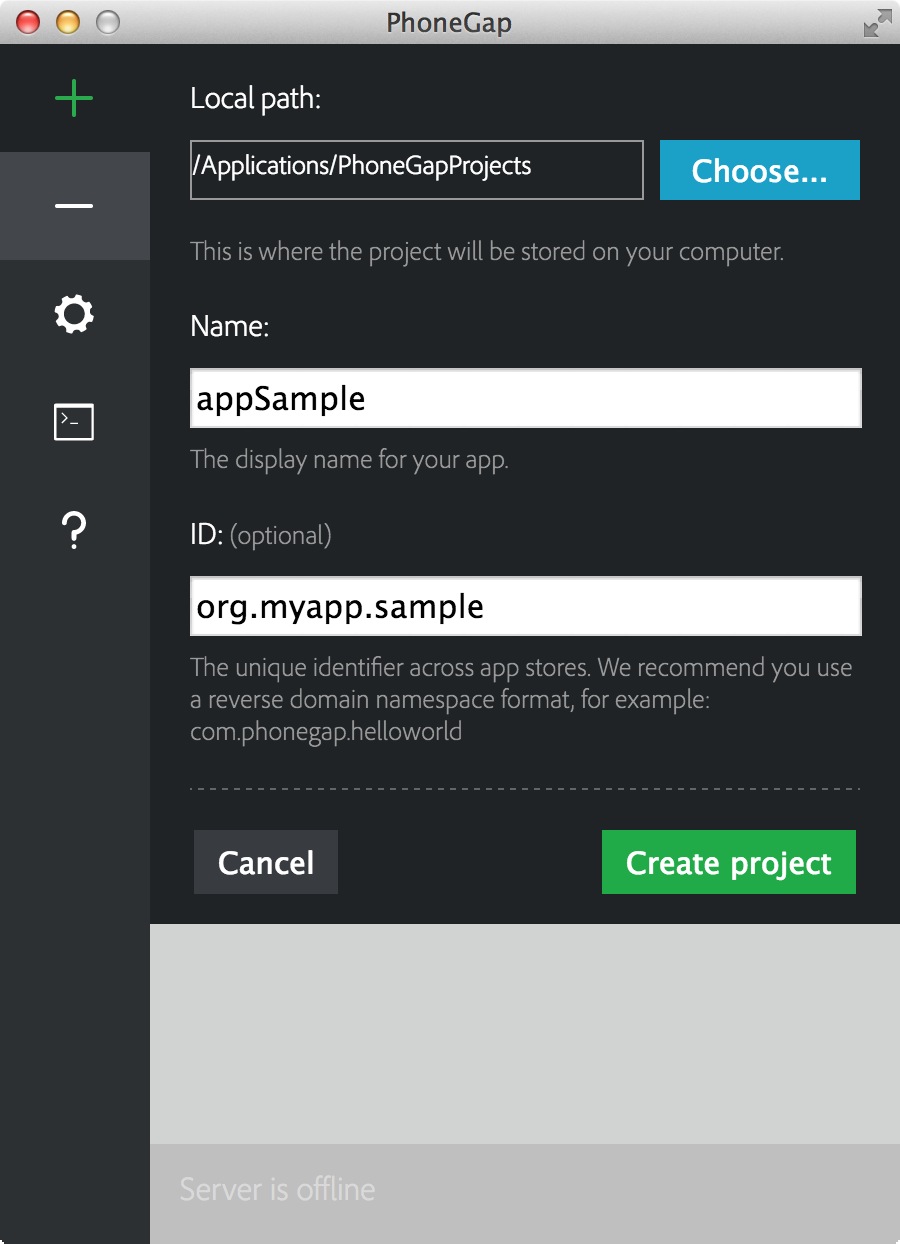 PhoneGap
Local path:
/Applications/PhoneGapProjects
Choose...
This is where the project will be stored on your computer.
Name:
appSample
The display name for your app.
ID: (optional)
org.myapp.sample
The unique identifier across app stores. We recommend you use
a reverse domain namespace format, for example:
com.phonegap.helloworld
Cancel
Create project
Server is offline